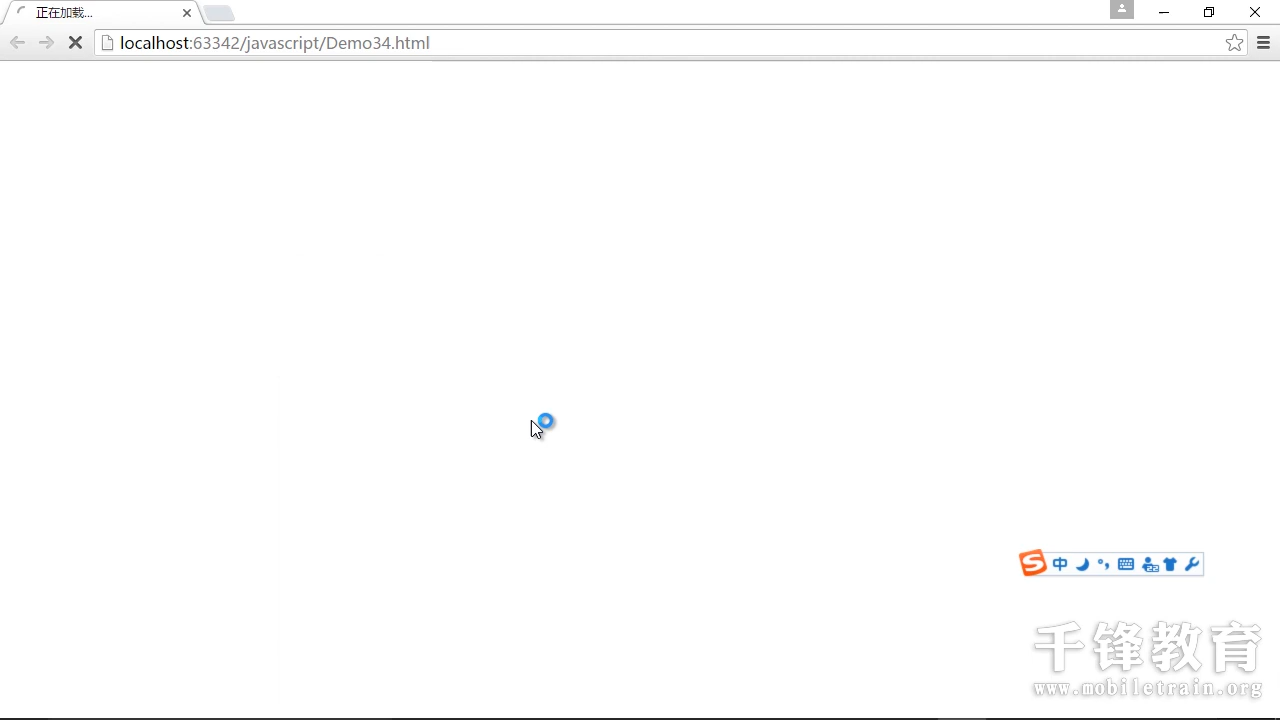 正在加载...
localhost:63342/javascript/Demo34.html
S 中
千锋教育
www.mobiletrain.org